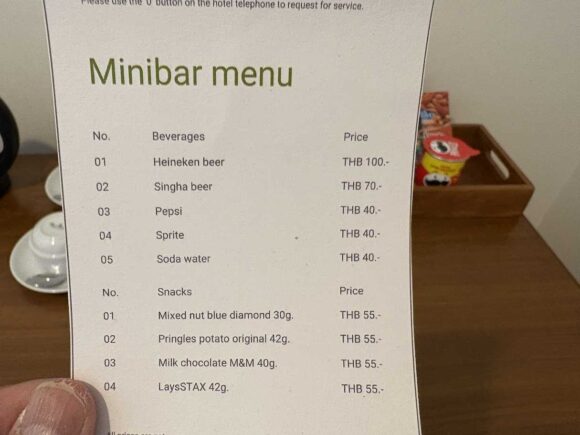 Please use the '0' button on the hotel telephone to request for service.
Minibar menu
No. Beverages Price
01 Heineken beer THB 100.-
02 Singha beer THB 70.-
03 Pepsi THB 40.-
04 Sprite THB 40.-
05 Soda water THB 40.-
No. Snacks Price
01 Mixed nut blue diamond 30g. THB 55.-
02 Pringles potato original 42g. THB 55.-
03 Milk chocolate M&M 40g. THB 55.-
04 LaysSTAX 42g. THB 55.-